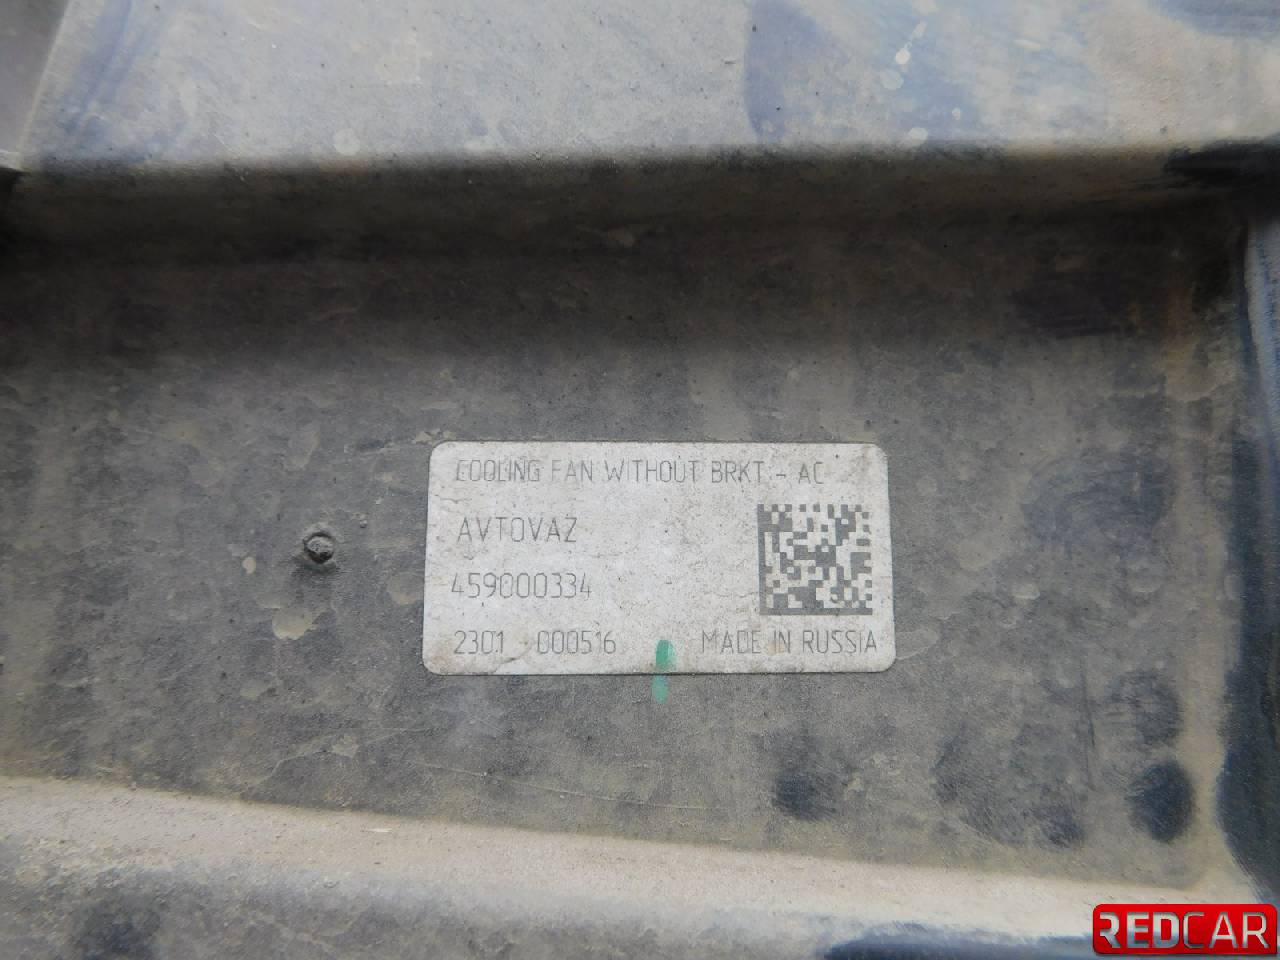 COOLING FAN WITHOUT BRKT - AC
AVTOVAZ
459000334
2301 000516 MADE IN RUSSIA
REDCAR